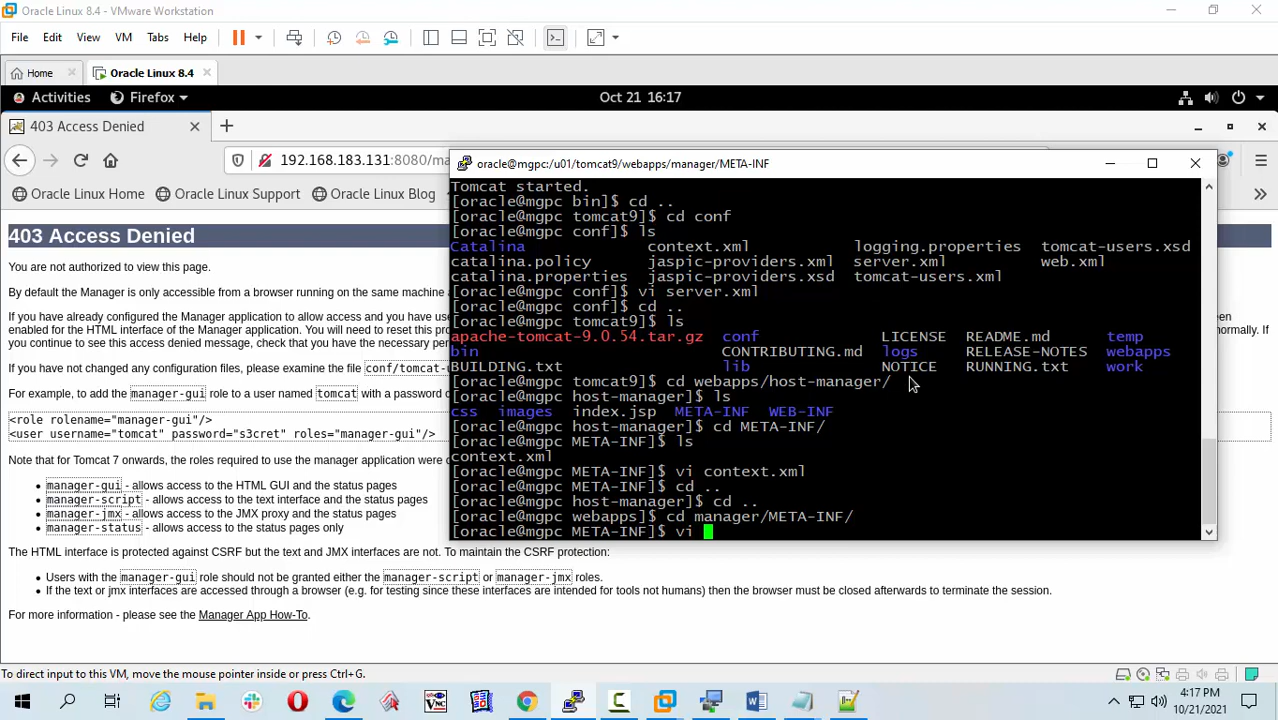 Oracle Linux 8.4 - VMware Workstation
File Edit View VM Tabs Help
Home Oracle Linux 8.4
Activities Firefox Oct 21 16:17
403 Access Denied
192.168.183.131:8080/ma
Oracle Linux Home Oracle Linux Support Oracle Linux Blog
403 Access Denied
You are not authorized to view this page.
By default the Manager is only accessible from a browser running on the same machine
If you have already configured the Manager application to allow access and you have use
enabled for the HTML interface of the Manager application. You will need to reset this pro
normally. If
you continue to see this access denied message, check that you have the necessary per
If you have not changed any configuration files, please examine the file conf/tomcat-
For example, to add the manager-gui role to a user named tomcat with a password o
<role rolename="manager-gui"/>
<user username="tomcat" password="s3cret" roles="manager-gui"/>
Note that for Tomcat 7 onwards, the roles required to use the manager application were c
manager-gui - allows access to the HTML GUI and the status pages
manager-script - allows access to the text interface and the status pages
manager-jmx - allows access to the JMX proxy and the status pages
manager-status - allows access to the status pages only
The HTML interface is protected against CSRF but the text and JMX interfaces are not. To maintain the CSRF protection:
Users with the manager-gui role should not be granted either the manager-script or manager-jmx roles.
If the text or jmx interfaces are accessed through a browser (e.g. for testing since these interfaces are intended for tools not humans) then the browser must be closed afterwards to terminate the session.
For more information - please see the Manager App How-To.
oracle@mgpc:/u01/tomcat9/webapps/manager/META-INF
Tomcat started.
[oracle@mgpc bin]$ cd ..
[oracle@mgpc tomcat9]$ cd conf
[oracle@mgpc conf]$ ls
Catalina context.xml logging.properties tomcat-users.xsd
catalina.policy jaspic-providers.xml server.xml web.xml
catalina.properties jaspic-providers.xsd tomcat-users.xml
[oracle@mgpc conf]$ vi server.xml
[oracle@mgpc conf]$ cd ..
[oracle@mgpc tomcat9]$ ls
apache-tomcat-9.0.54.tar.gz conf LICENSE README.md temp
bin CONTRIBUTING.md logs RELEASE-NOTES webapps
BUILDING.txt lib NOTICE RUNNING.txt work
[oracle@mgpc tomcat9]$ cd webapps/host-manager/
[oracle@mgpc host-manager]$ ls
css images index.jsp META-INF WEB-INF
[oracle@mgpc host-manager]$ cd META-INF/
[oracle@mgpc META-INF]$ ls
context.xml
[oracle@mgpc META-INF]$ vi context.xml
[oracle@mgpc META-INF]$ cd ..
[oracle@mgpc host-manager]$ cd ..
[oracle@mgpc webapps]$ cd manager/META-INF/
[oracle@mgpc META-INF]$ vi
To direct input to this VM, move the mouse pointer inside or press Ctrl+G.
4:17 PM
10/21/2021